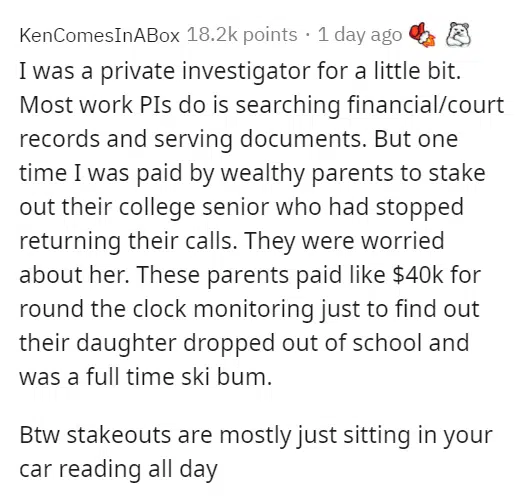 KenComesInABox 18.2k points · 1 day ago
I was a private investigator for a little bit.
Most work PIs do is searching financial/court
records and serving documents. But one
time I was paid by wealthy parents to stake
out their college senior who had stopped
returning their calls. They were worried
about her. These parents paid like $40k for
round the clock monitoring just to find out
their daughter dropped out of school and
was a full time ski bum.
Btw stakeouts are mostly just sitting in your
car reading all day